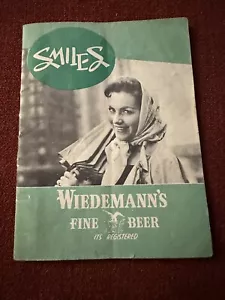 SMILES
WIEDEMANN'S
FINE BEER
ITS REGISTERED